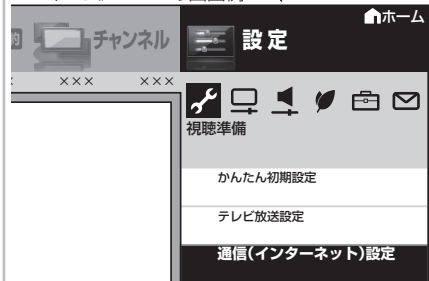 ホーム
チャンネル
設定
××× ×××
視聴準備
かんたん初期設定
テレビ放送設定
通信(インターネット)設定